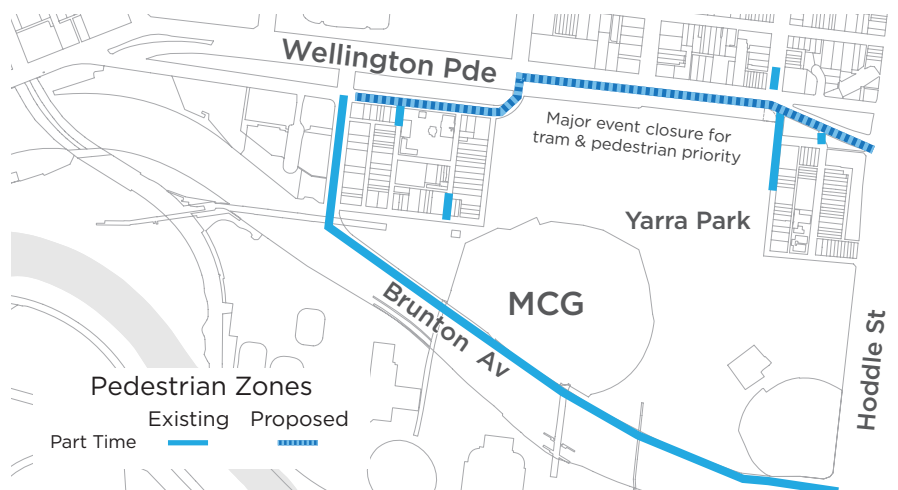 Wellington Pde
Major event closure for
tram & pedestrian priority
Yarra Park
MCG
Brunton Av
Hoddle St
Pedestrian Zones
Existing Proposed
Part Time